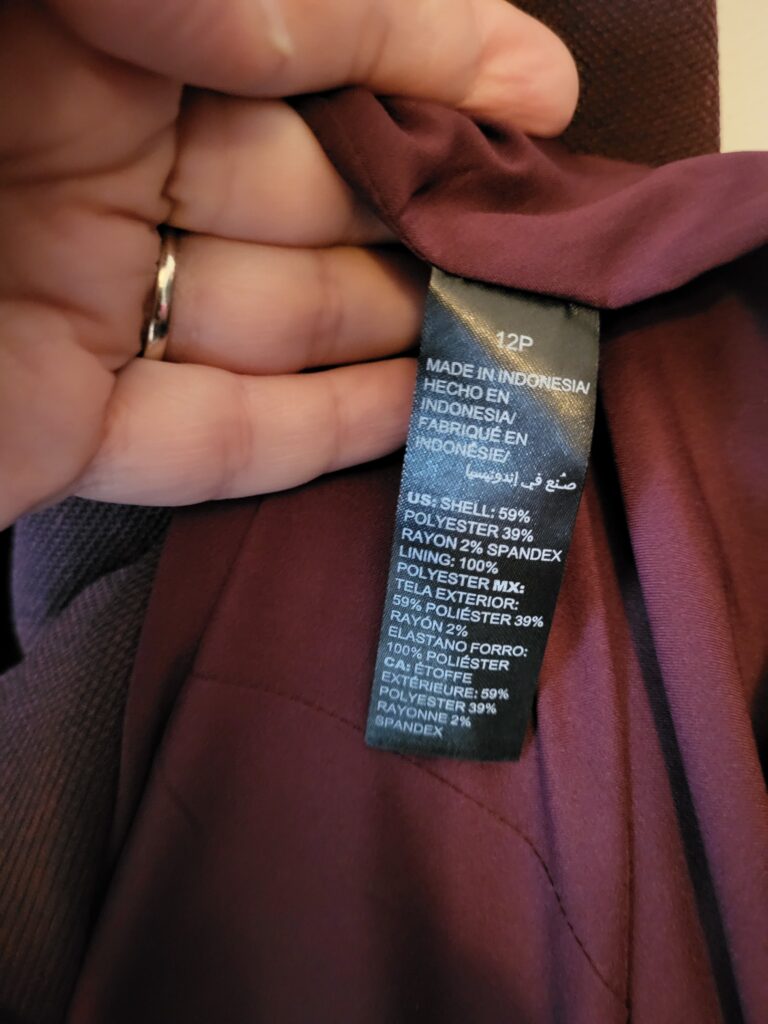 12P
MADE IN INDONESIA/
HECHO EN
INDONESIA/
FABRIQUÉ EN
INDONÉSIE/
صُنع في إندونيسيا
US: SHELL: 59%
POLYESTER 39%
RAYON 2% SPANDEX
LINING: 100%
POLYESTER MX:
TELA EXTERIOR:
59% POLIÉSTER 39%
RAYÓN 2%
ELASTANO FORRO:
100% POLIÉSTER
CA: ÉTOFFE
EXTÉRIEURE: 59%
POLYESTER 39%
RAYONNE 2%
SPANDEX